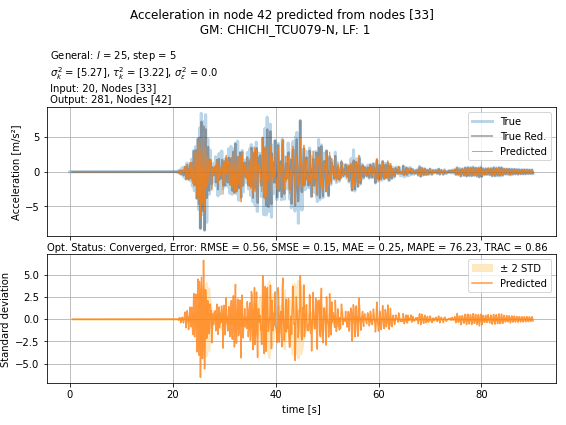 Acceleration in node 42 predicted from nodes [33]
GM: CHICHI_TCU079-N, LF: 1
General: l = 25, step = 5
σ²ₖ = [5.27], τ²ₖ = [3.22], σ²ε = 0.0
Input: 20, Nodes [33]
Output: 281, Nodes [42]
Acceleration [m/s²]
5
0
−5
True
True Red.
Predicted
Opt. Status: Converged, Error: RMSE = 0.56, SMSE = 0.15, MAE = 0.25, MAPE = 76.23, TRAC = 0.86
Standard deviation
5.0
2.5
0.0
−2.5
−5.0
± 2 STD
Predicted
0 20 40 60 80
time [s]